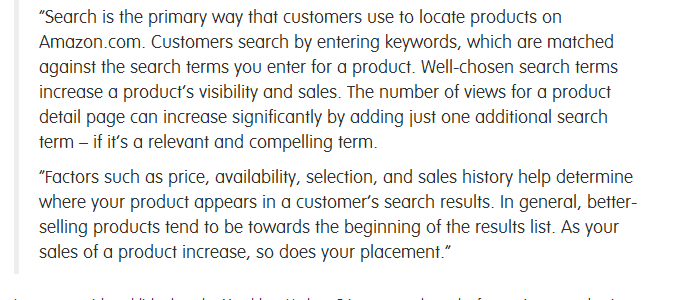 “Search is the primary way that customers use to locate products on
Amazon.com. Customers search by entering keywords, which are matched
against the search terms you enter for a product. Well-chosen search terms
increase a product’s visibility and sales. The number of views for a product
detail page can increase significantly by adding just one additional search
term – if it’s a relevant and compelling term.
“Factors such as price, availability, selection, and sales history help determine
where your product appears in a customer’s search results. In general, better-
selling products tend to be towards the beginning of the results list. As your
sales of a product increase, so does your placement.”